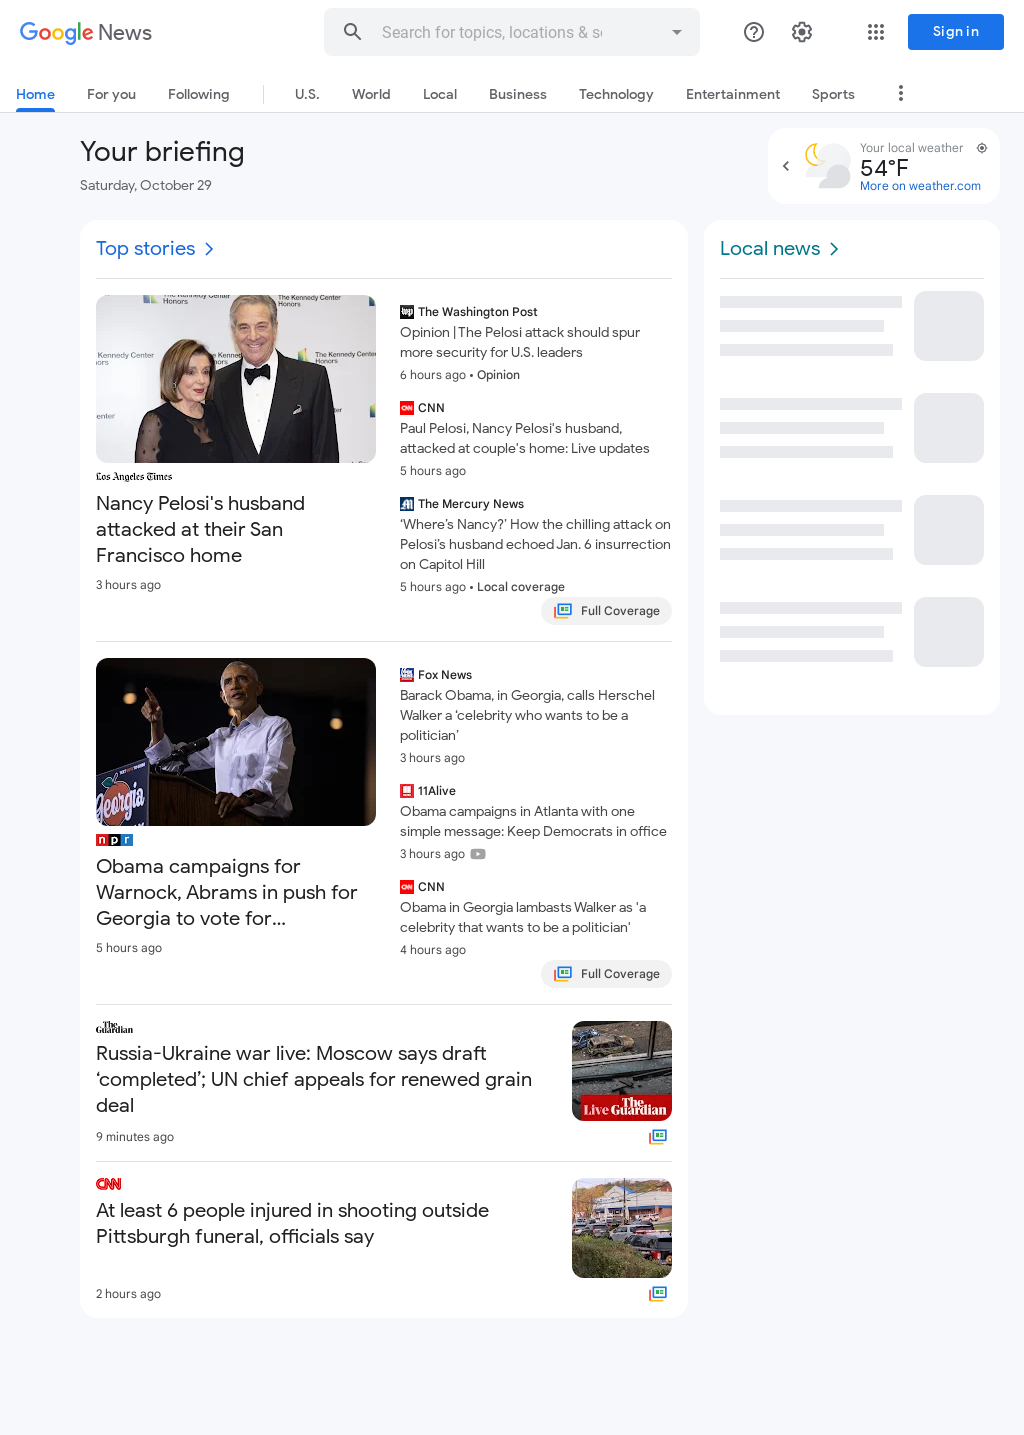 Google News
Search for topics, locations & so
Sign in
Home
For you
Following
U.S.
World
Local
Business
Technology
Entertainment
Sports
Your briefing
Saturday, October 29
Your local weather
54°F
More on weather.com
Top stories
The Kennedy Center
Honors
Los Angeles Times
Nancy Pelosi's husband
attacked at their San
Francisco home
3 hours ago
The Washington Post
Opinion | The Pelosi attack should spur
more security for U.S. leaders
6 hours ago • Opinion
CNN
Paul Pelosi, Nancy Pelosi's husband,
attacked at couple's home: Live updates
5 hours ago
The Mercury News
‘Where’s Nancy?’ How the chilling attack on
Pelosi’s husband echoed Jan. 6 insurrection
on Capitol Hill
5 hours ago • Local coverage
Full Coverage
Georgia
npr
Obama campaigns for
Warnock, Abrams in push for
Georgia to vote for...
5 hours ago
Fox News
Barack Obama, in Georgia, calls Herschel
Walker a ‘celebrity who wants to be a
politician’
3 hours ago
11Alive
Obama campaigns in Atlanta with one
simple message: Keep Democrats in office
3 hours ago
CNN
Obama in Georgia lambasts Walker as 'a
celebrity that wants to be a politician'
4 hours ago
Full Coverage
The
Guardian
Russia-Ukraine war live: Moscow says draft
‘completed’; UN chief appeals for renewed grain
deal
9 minutes ago
The
Live Guardian
CNN
At least 6 people injured in shooting outside
Pittsburgh funeral, officials say
2 hours ago
Local news